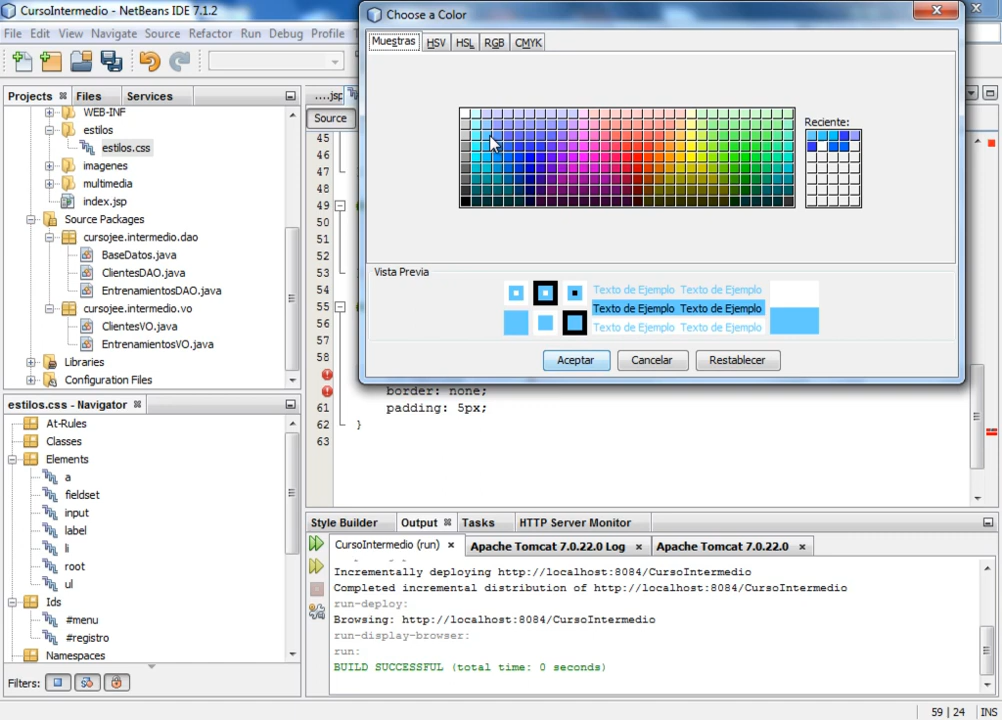 CursoIntermedio - NetBeans IDE 7.1.2
File Edit View Navigate Source Refactor Run Debug Profile
Choose a Color
Muestras HSV HSL RGB CMYK
Reciente:
Vista Previa
Texto de Ejemplo Texto de Ejemplo
Texto de Ejemplo Texto de Ejemplo
Texto de Ejemplo Texto de Ejemplo
Aceptar Cancelar Restablecer
Projects Files Services
WEB-INF
estilos
estilos.css
imagenes
multimedia
index.jsp
Source Packages
cursojee.intermedio.dao
BaseDatos.java
ClientesDAO.java
EntrenamientosDAO.java
cursojee.intermedio.vo
ClientesVO.java
EntrenamientosVO.java
Libraries
Configuration Files
....jsp
Source
45
46
47
48
49
50
51
52
53
54
55
56
57
58
border: none;
61 padding: 5px;
62 }
63
estilos.css - Navigator
At-Rules
Classes
Elements
a
fieldset
input
label
li
root
ul
Ids
#menu
#registro
Namespaces
Filters:
Style Builder Output Tasks HTTP Server Monitor
CursoIntermedio (run) Apache Tomcat 7.0.22.0 Log Apache Tomcat 7.0.22.0
Incrementally deploying http://localhost:8084/CursoIntermedio
Completed incremental distribution of http://localhost:8084/CursoIntermedio
run-deploy:
Browsing: http://localhost:8084/CursoIntermedio
run-display-browser:
run:
BUILD SUCCESSFUL (total time: 0 seconds)
59 | 24 INS